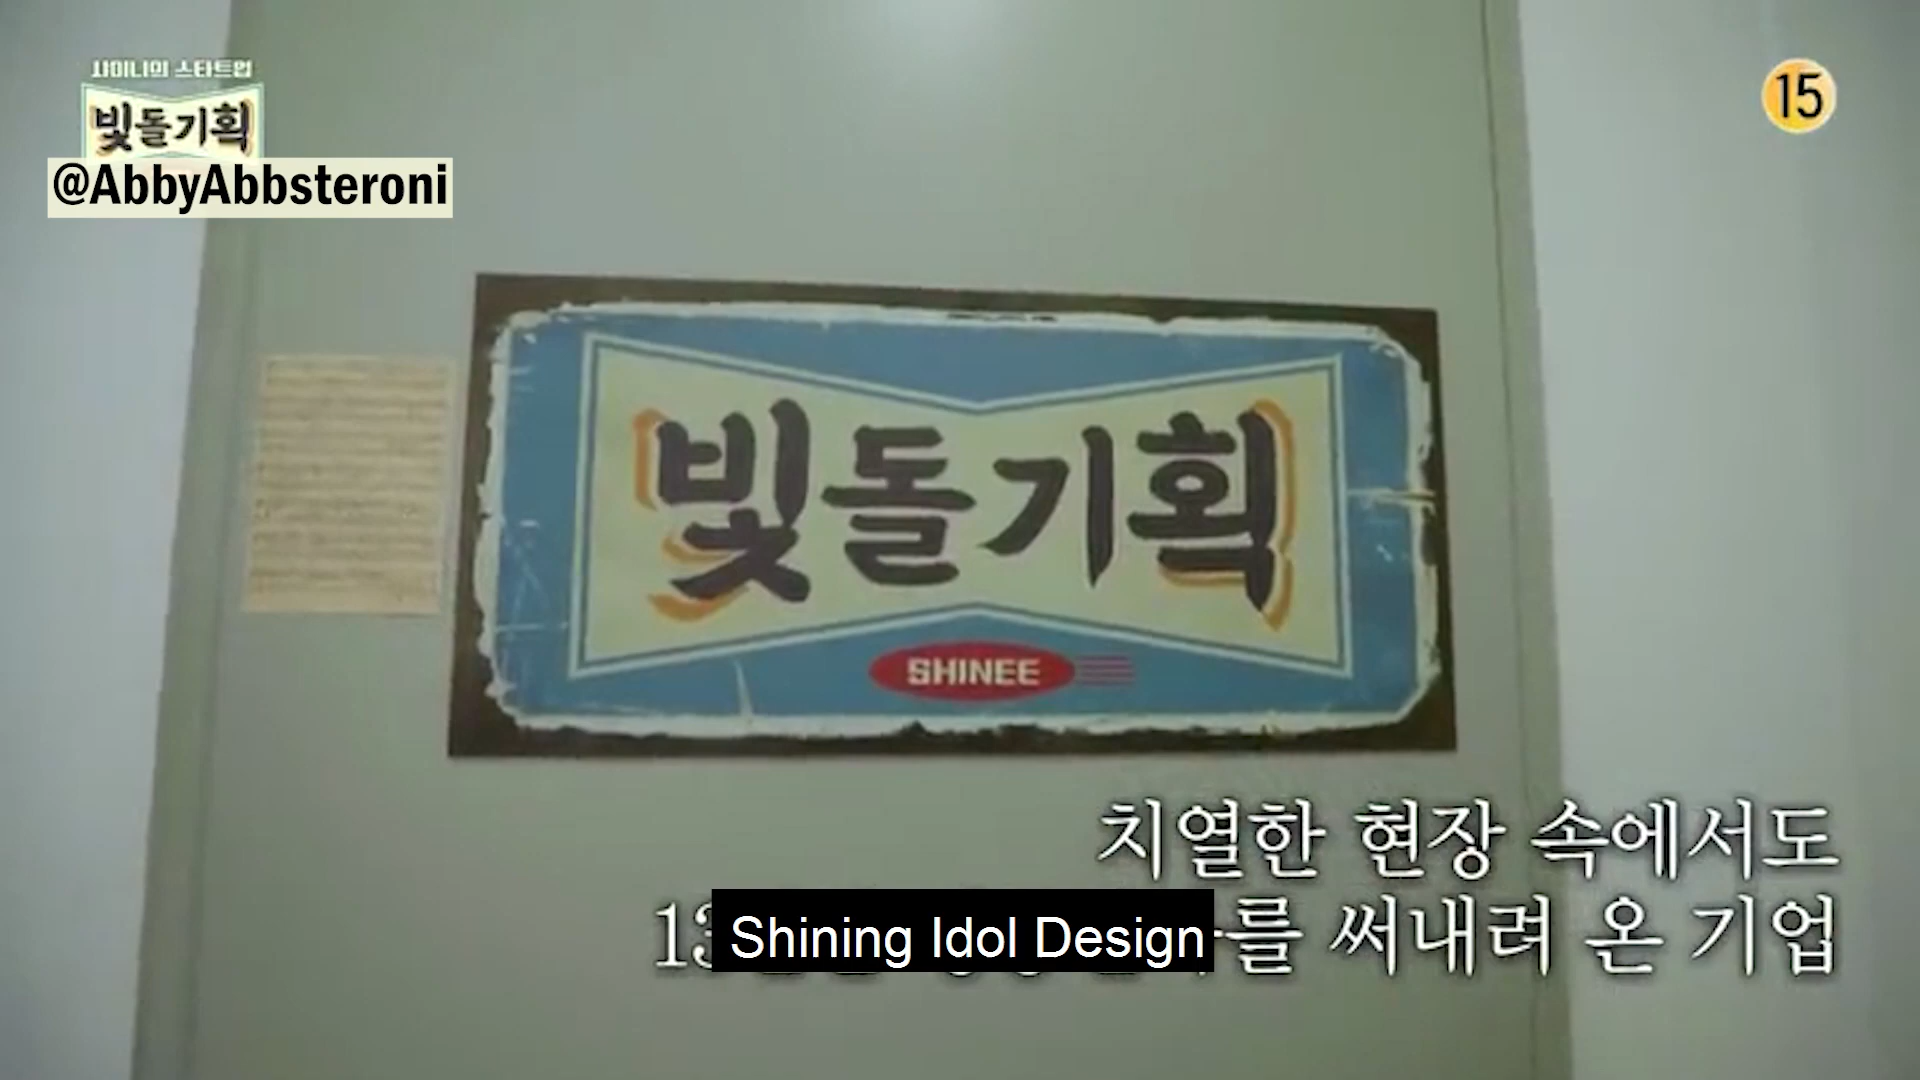 샤이니의 스타트업
빛돌기획
@AbbyAbbsteroni
15
빛돌기획
SHINEE
치열한 현장 속에서도
Shining Idol Design
를 써내려 온 기업